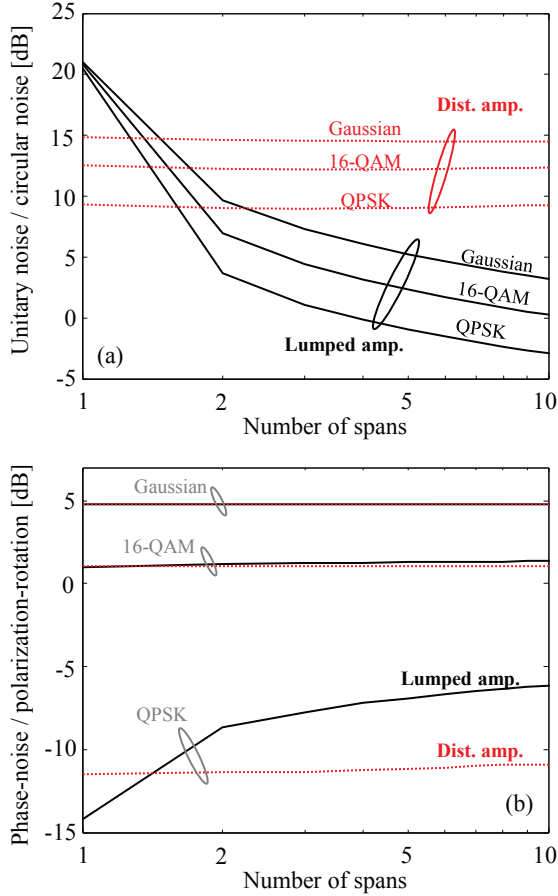 Unitary noise / circular noise [dB]
25
20
15
10
5
0
-5
Dist. amp.
Gaussian
16-QAM
QPSK
Gaussian
16-QAM
QPSK
Lumped amp.
(a)
1
2
5
10
Number of spans
Phase-noise / polarization-rotation [dB]
5
0
-5
-10
-15
Gaussian
16-QAM
Lumped amp.
QPSK
Dist. amp.
(b)
1
2
5
10
Number of spans